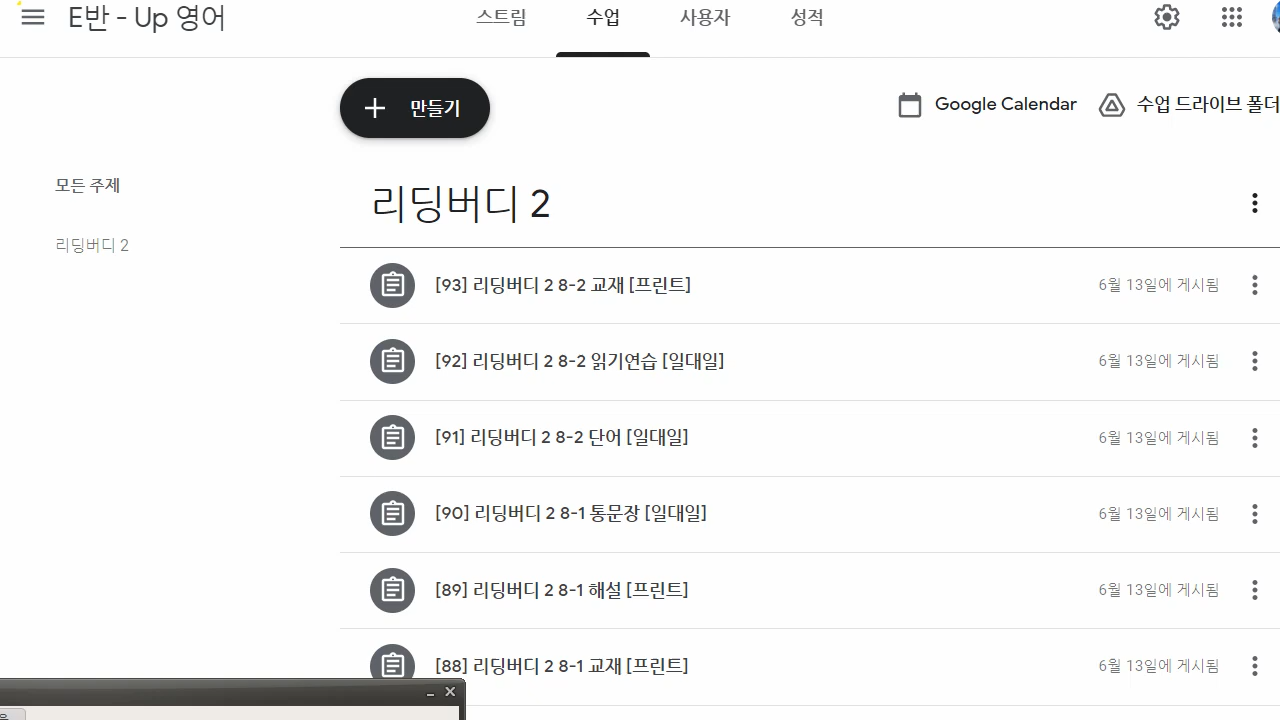 E반 - Up 영어
스트림
수업
사용자
성적
만들기
Google Calendar
수업 드라이브 폴더
모든 주제
리딩버디 2
리딩버디 2
[93] 리딩버디 2 8-2 교재 [프린트]
6월 13일에 게시됨
[92] 리딩버디 2 8-2 읽기연습 [일대일]
6월 13일에 게시됨
[91] 리딩버디 2 8-2 단어 [일대일]
6월 13일에 게시됨
[90] 리딩버디 2 8-1 통문장 [일대일]
6월 13일에 게시됨
[89] 리딩버디 2 8-1 해설 [프린트]
6월 13일에 게시됨
[88] 리딩버디 2 8-1 교재 [프린트]
6월 13일에 게시됨